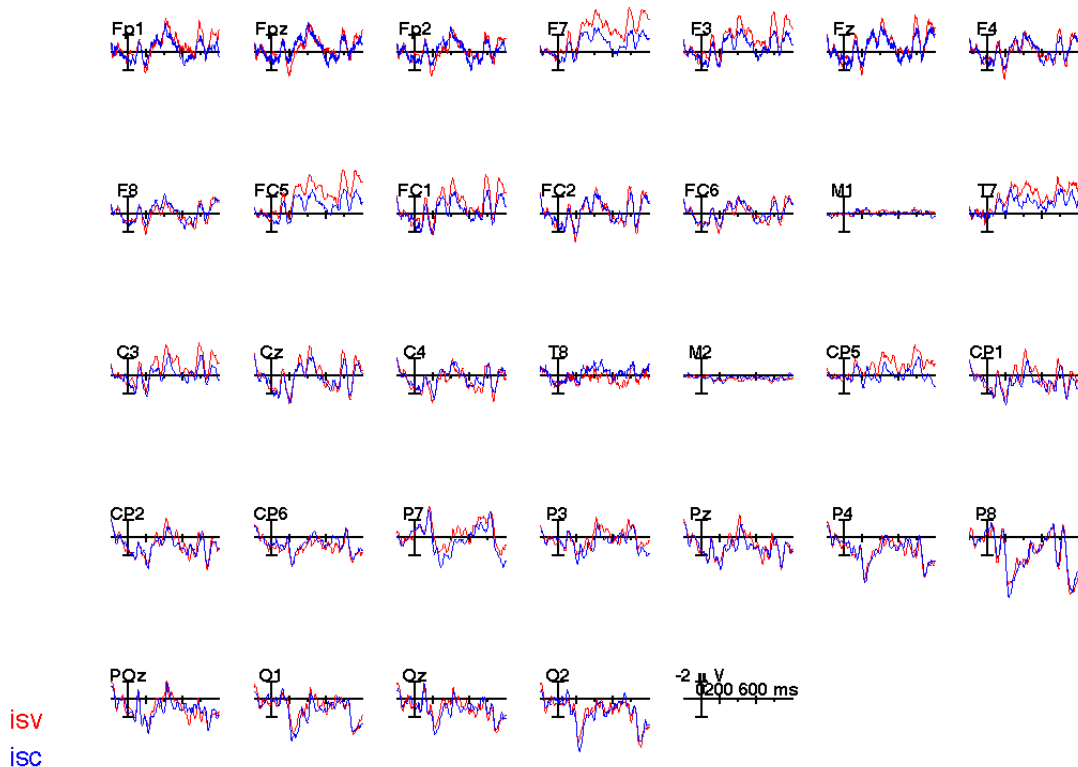 Fp1 Fpz Fp2 F7 F3 Fz F4
F8 FC5 FC1 FC2 FC6 M1 T7
C3 Cz C4 T8 M2 CP5 CP1
CP2 CP6 P7 P3 Pz P4 P8
POz O1 Oz O2 -2 µ V
0200 600 ms
isv
isc